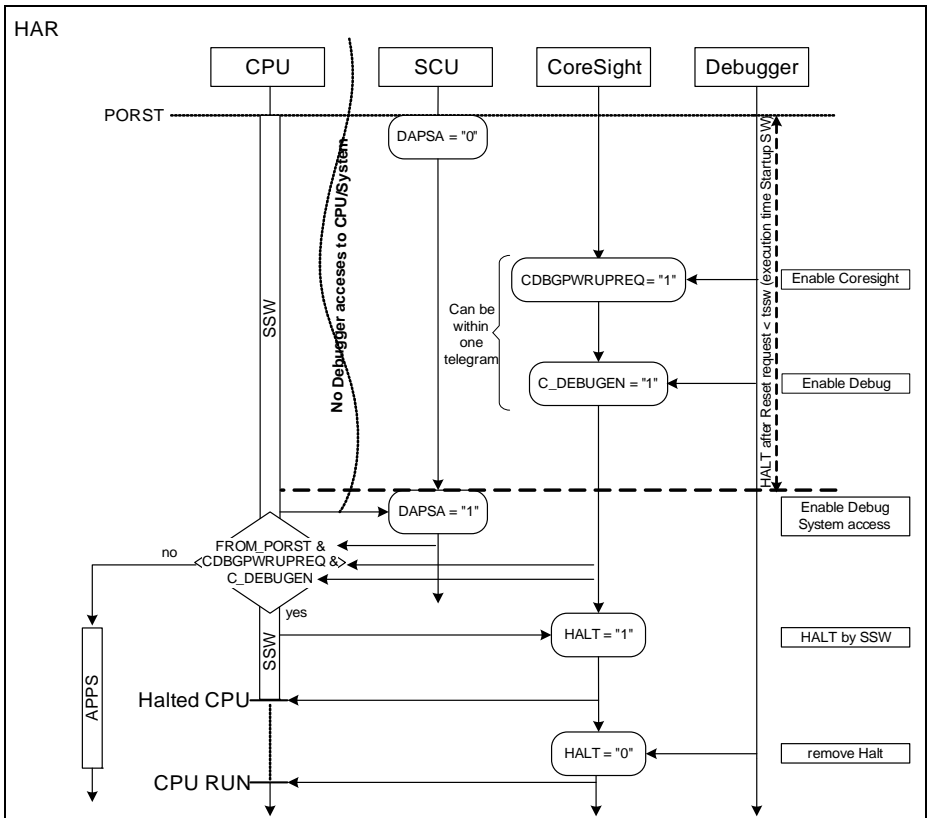 HAR
CPU
SCU
CoreSight
Debugger
PORST
DAPSA = "0"
No Debugger acceses to CPU/System
HALT after Reset request < tssw (execution time Startup SW)
SSW
CDBGPWRUPREQ= "1"
Enable Coresight
Can be
within
one
telegram
C_DEBUGEN = "1"
Enable Debug
DAPSA = "1"
Enable Debug
System access
FROM_PORST &
CDBGPWRUPREQ &
C_DEBUGEN
no
yes
SSW
HALT = "1"
HALT by SSW
APPS
Halted CPU
HALT = "0"
remove Halt
CPU RUN